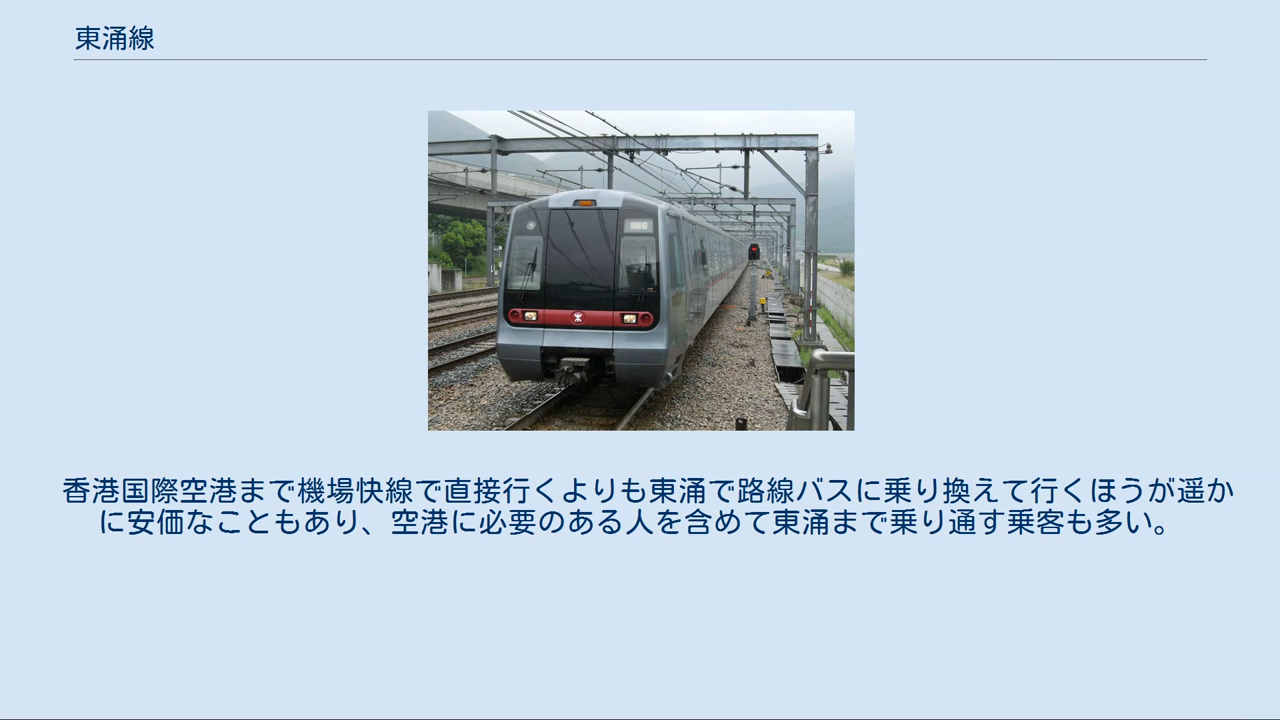 東涌線
香港国際空港まで機場快線で直接行くよりも東涌で路線バスに乗り換えて行くほうが遥か
に安価なこともあり、空港に必要のある人を含めて東涌まで乗り通す乗客も多い。